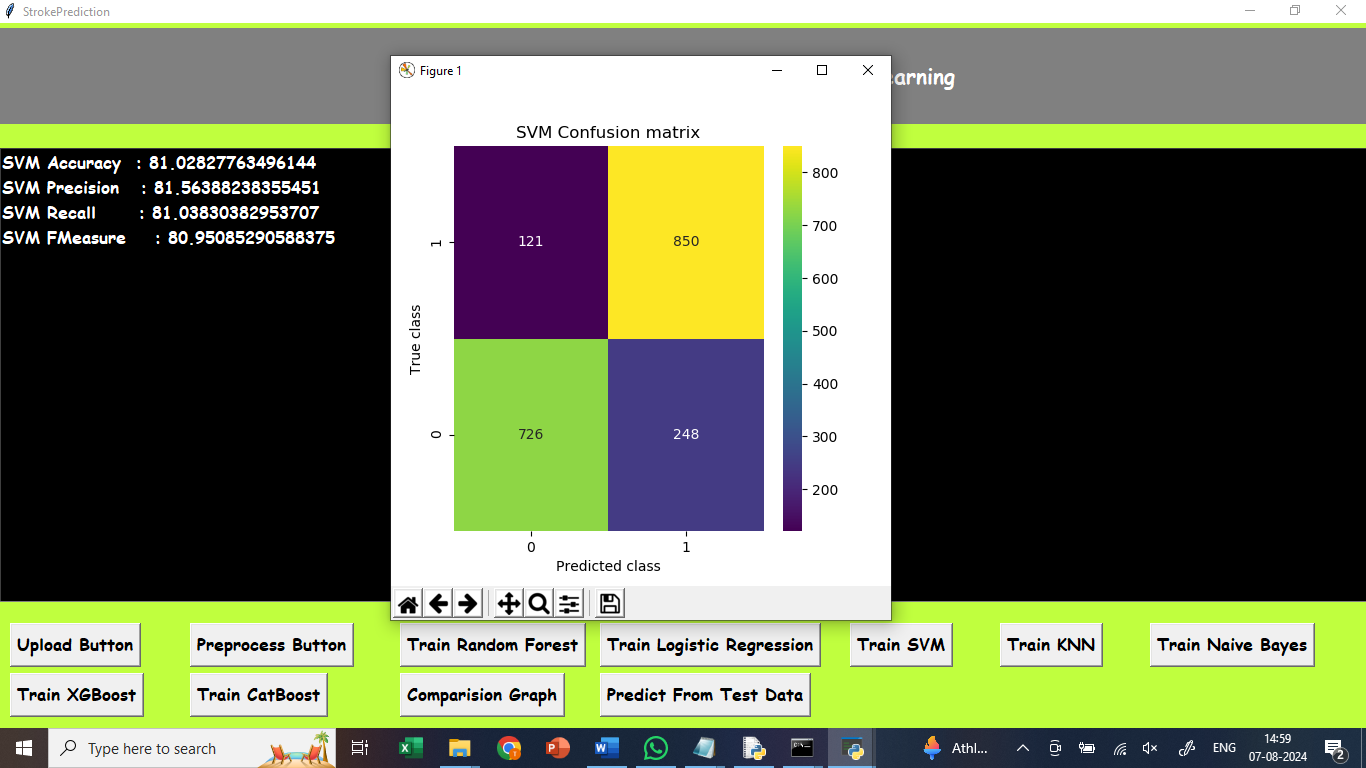 StrokePrediction
earning
Figure 1
SVM Accuracy : 81.02827763496144
SVM Precision : 81.56388238355451
SVM Recall : 81.03830382953707
SVM FMeasure : 80.95085290588375
SVM Confusion matrix
121 850
726 248
True class
1
0
0 1
Predicted class
800
700
600
500
400
300
200
Upload Button Preprocess Button Train Random Forest Train Logistic Regression Train SVM Train KNN Train Naive Bayes
Train XGBoost Train CatBoost Comparision Graph Predict From Test Data
Type here to search
Athl...
ENG
14:59
07-08-2024
2